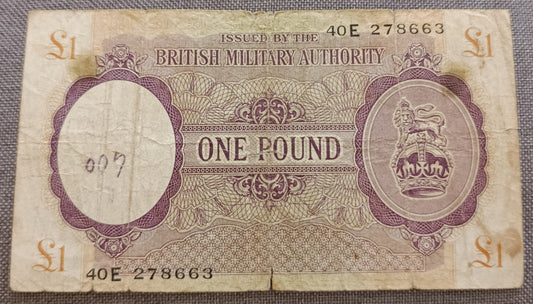 ISSUED BY THE 40E 278663
£1 BRITISH MILITARY AUTHORITY £1
ONE POUND
£1 £1
40E 278663